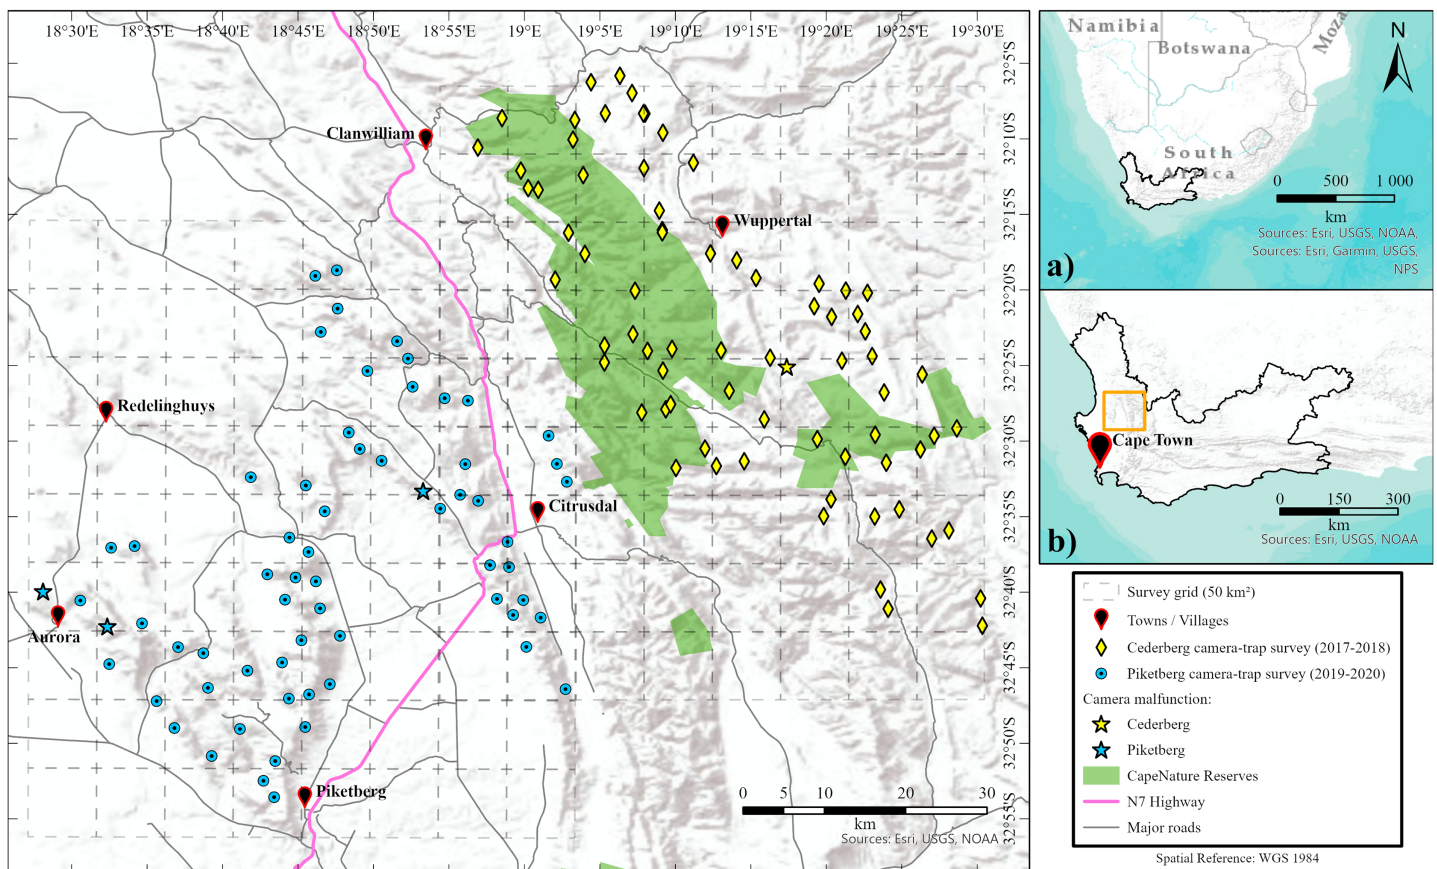 18°30'E
18°35'E
18°40'E
18°45'E
18°50'E
18°55'E
19°0'E
19°5'E
19°10'E
19°15'E
19°20'E
19°25'E
19°30'E
32°5'S
32°10'S
32°15'S
32°20'S
32°25'S
32°30'S
32°35'S
32°40'S
32°45'S
32°50'S
32°55'S
Clanwilliam
Wuppertal
Redelinghuys
Citrusdal
Aurora
Piketberg
0 5 10 20 30
km
Sources: Esri, USGS, NOAA
Namibia
Botswana
Moza
South
Africa
N
0 500 1 000
km
Sources: Esri, USGS, NOAA,
Sources: Esri, Garmin, USGS,
NPS
a)
Cape Town
0 150 300
km
Sources: Esri, USGS, NOAA
b)
Survey grid (50 km²)
Towns / Villages
Cederberg camera-trap survey (2017-2018)
Piketberg camera-trap survey (2019-2020)
Camera malfunction:
Cederberg
Piketberg
CapeNature Reserves
N7 Highway
Major roads
Spatial Reference: WGS 1984